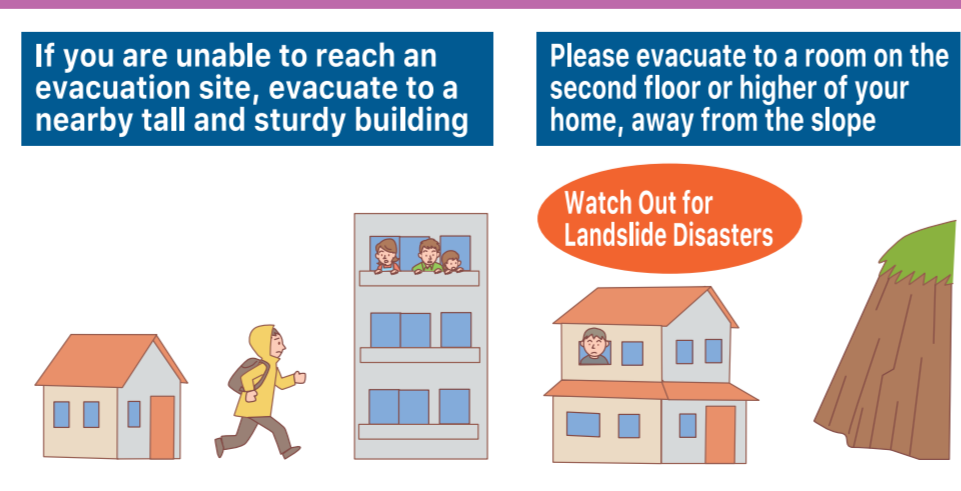 If you are unable to reach an
evacuation site, evacuate to a
nearby tall and sturdy building
Please evacuate to a room on the
second floor or higher of your
home, away from the slope
Watch Out for
Landslide Disasters